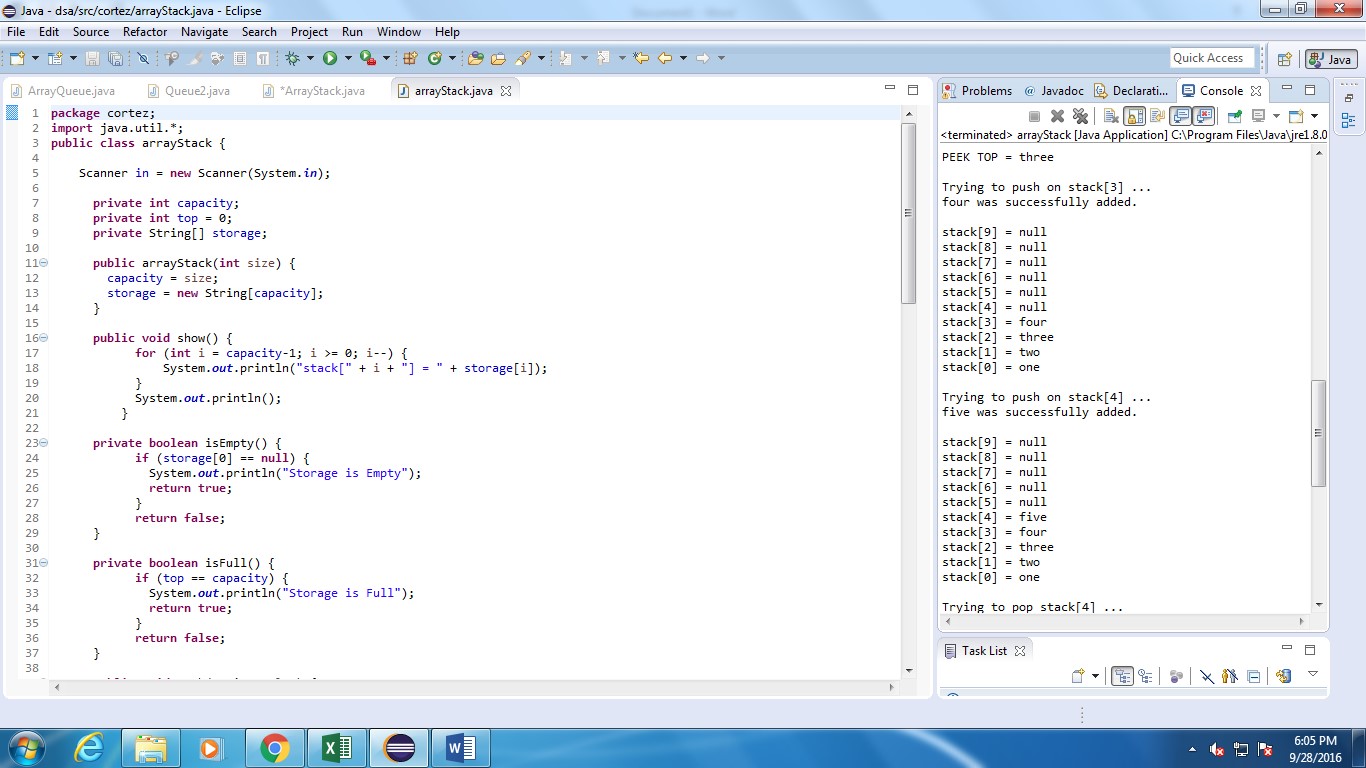 Java - dsa/src/cortez/arrayStack.java - Eclipse
File Edit Source Refactor Navigate Search Project Run Window Help
Quick Access
Java
ArrayQueue.java Queue2.java *ArrayStack.java arrayStack.java
1 package cortez;
2 import java.util.*;
3 public class arrayStack {
4
5 Scanner in = new Scanner(System.in);
6
7 private int capacity;
8 private int top = 0;
9 private String[] storage;
10
11 public arrayStack(int size) {
12 capacity = size;
13 storage = new String[capacity];
14 }
15
16 public void show() {
17 for (int i = capacity-1; i >= 0; i--) {
18 System.out.println("stack[" + i + "] = " + storage[i]);
19 }
20 System.out.println();
21 }
22
23 private boolean isEmpty() {
24 if (storage[0] == null) {
25 System.out.println("Storage is Empty");
26 return true;
27 }
28 return false;
29 }
30
31 private boolean isFull() {
32 if (top == capacity) {
33 System.out.println("Storage is Full");
34 return true;
35 }
36 return false;
37 }
38
Problems @ Javadoc Declarati... Console
<terminated> arrayStack [Java Application] C:\Program Files\Java\jre1.8.0
PEEK TOP = three
Trying to push on stack[3] ...
four was successfully added.
stack[9] = null
stack[8] = null
stack[7] = null
stack[6] = null
stack[5] = null
stack[4] = null
stack[3] = four
stack[2] = three
stack[1] = two
stack[0] = one
Trying to push on stack[4] ...
five was successfully added.
stack[9] = null
stack[8] = null
stack[7] = null
stack[6] = null
stack[5] = null
stack[4] = five
stack[3] = four
stack[2] = three
stack[1] = two
stack[0] = one
Trying to pop stack[4] ...
Task List
6:05 PM
9/28/2016